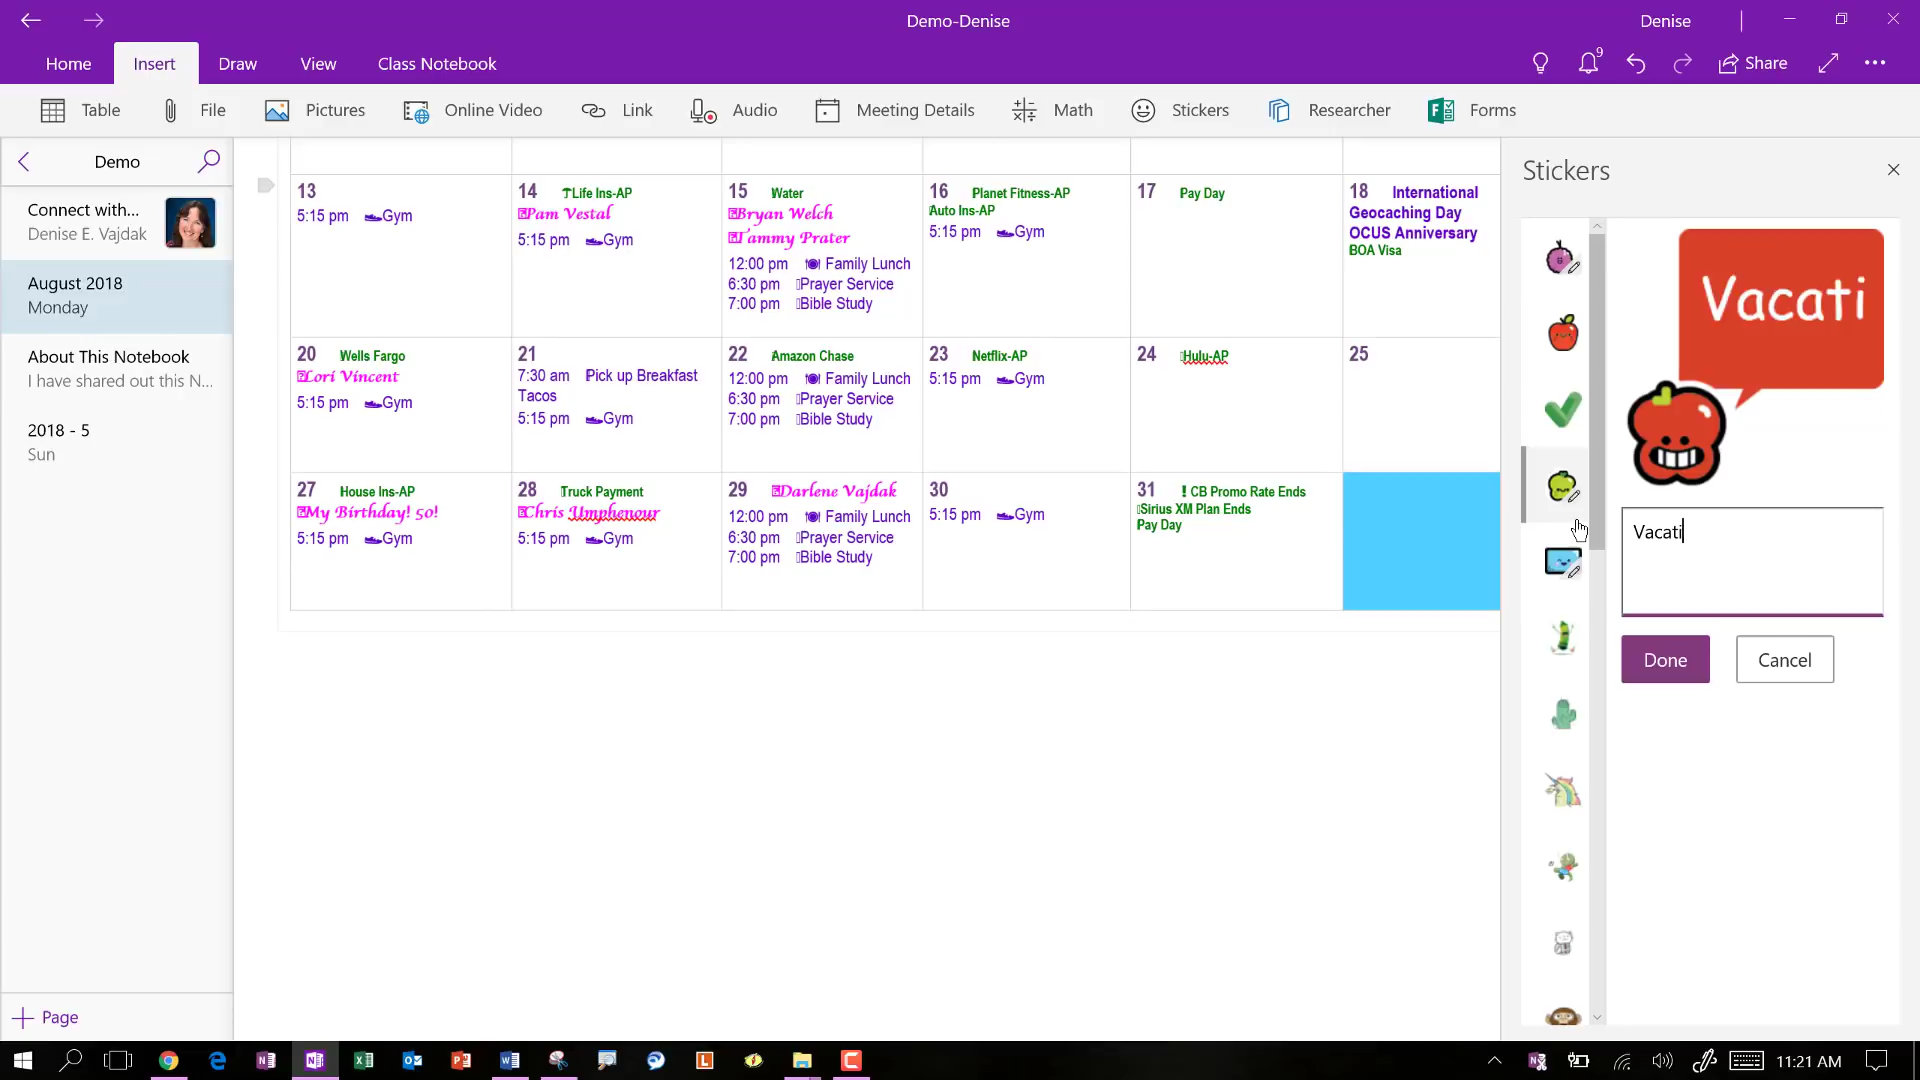 Demo-Denise
Denise
Home Insert Draw View Class Notebook
9
Share
Table File Pictures Online Video Link Audio Meeting Details Math Stickers Researcher Forms
Demo
Connect with...
Denise E. Vajdak
August 2018
Monday
About This Notebook
I have shared out this N...
2018 - 5
Sun
Page
13
5:15 pm Gym
14 Life Ins-AP
Pam Vestal
5:15 pm Gym
15 Water
Bryan Welch
Tammy Prater
12:00 pm Family Lunch
6:30 pm Prayer Service
7:00 pm Bible Study
16 Planet Fitness-AP
Auto Ins-AP
5:15 pm Gym
17 Pay Day
18 International
Geocaching Day
OCUS Anniversary
BOA Visa
20 Wells Fargo
Lori Vincent
5:15 pm Gym
21
7:30 am Pick up Breakfast
Tacos
5:15 pm Gym
22 Amazon Chase
12:00 pm Family Lunch
6:30 pm Prayer Service
7:00 pm Bible Study
23 Netflix-AP
5:15 pm Gym
24 Hulu-AP
25
27 House Ins-AP
My Birthday! 50!
5:15 pm Gym
28 Truck Payment
Chris Umphenour
5:15 pm Gym
29 Darlene Vajdak
12:00 pm Family Lunch
6:30 pm Prayer Service
7:00 pm Bible Study
30
5:15 pm Gym
31 ! CB Promo Rate Ends
Sirius XM Plan Ends
Pay Day
Stickers
Vacati
Vacati
Done Cancel
11:21 AM